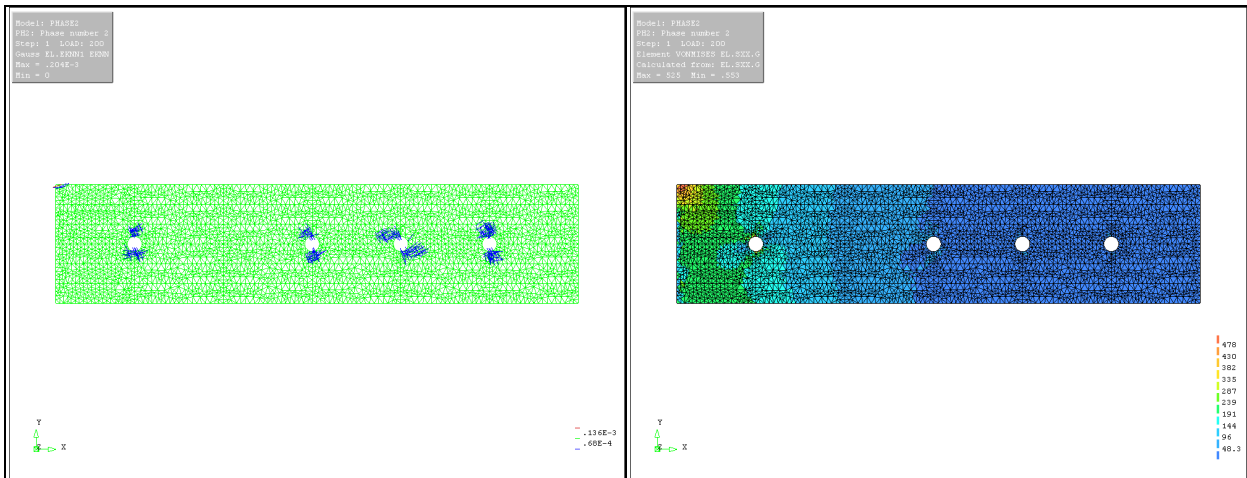 Model: PHASE2
PH2: Phase number 2
Step: 1 LOAD: 200
Gauss EL.EKNN1 EKNN
Max = .204E-3
Min = 0
Y
Z
X
.136E-3
.68E-4
Model: PHASE2
PH2: Phase number 2
Step: 1 LOAD: 200
Element VONMISES EL.SXX.G
Calculated from: EL.SXX.G
Max = 525 Min = .553
Y
Z
X
478
430
382
335
287
239
191
144
96
48.3